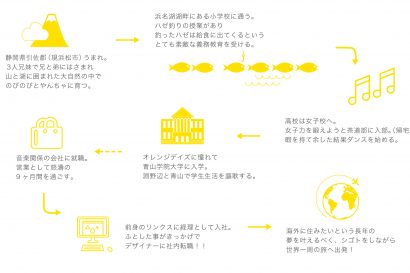 静岡県引佐郡(現浜松市)うまれ。
3人兄妹で兄と弟にはさまれ
山と湖に囲まれた大自然の中で
のびのびとやんちゃに育つ。
浜名湖湖畔にある小学校に通う。
ハゼ釣りの授業があり
釣ったハゼは給食に出てくるという
とても素敵な義務教育を受ける。
高校は女子校へ。
女子力を鍛えようと茶道部に入部。(帰宅
暇を持て余した結果ダンスを始める。
オレンジデイズに憧れて
青山学院大学に入学。
淵野辺と青山で学生生活を謳歌する。
音楽関係の会社に就職。
営業として怒濤の
9ヶ月間を過ごす。
前身のリンクスに経理として入社。
ふとした事がきっかけで
デザイナーに社内転職!!
海外に住みたいという長年の
夢を叶えるべく、シゴトをしながら
世界一周の旅へ出発!